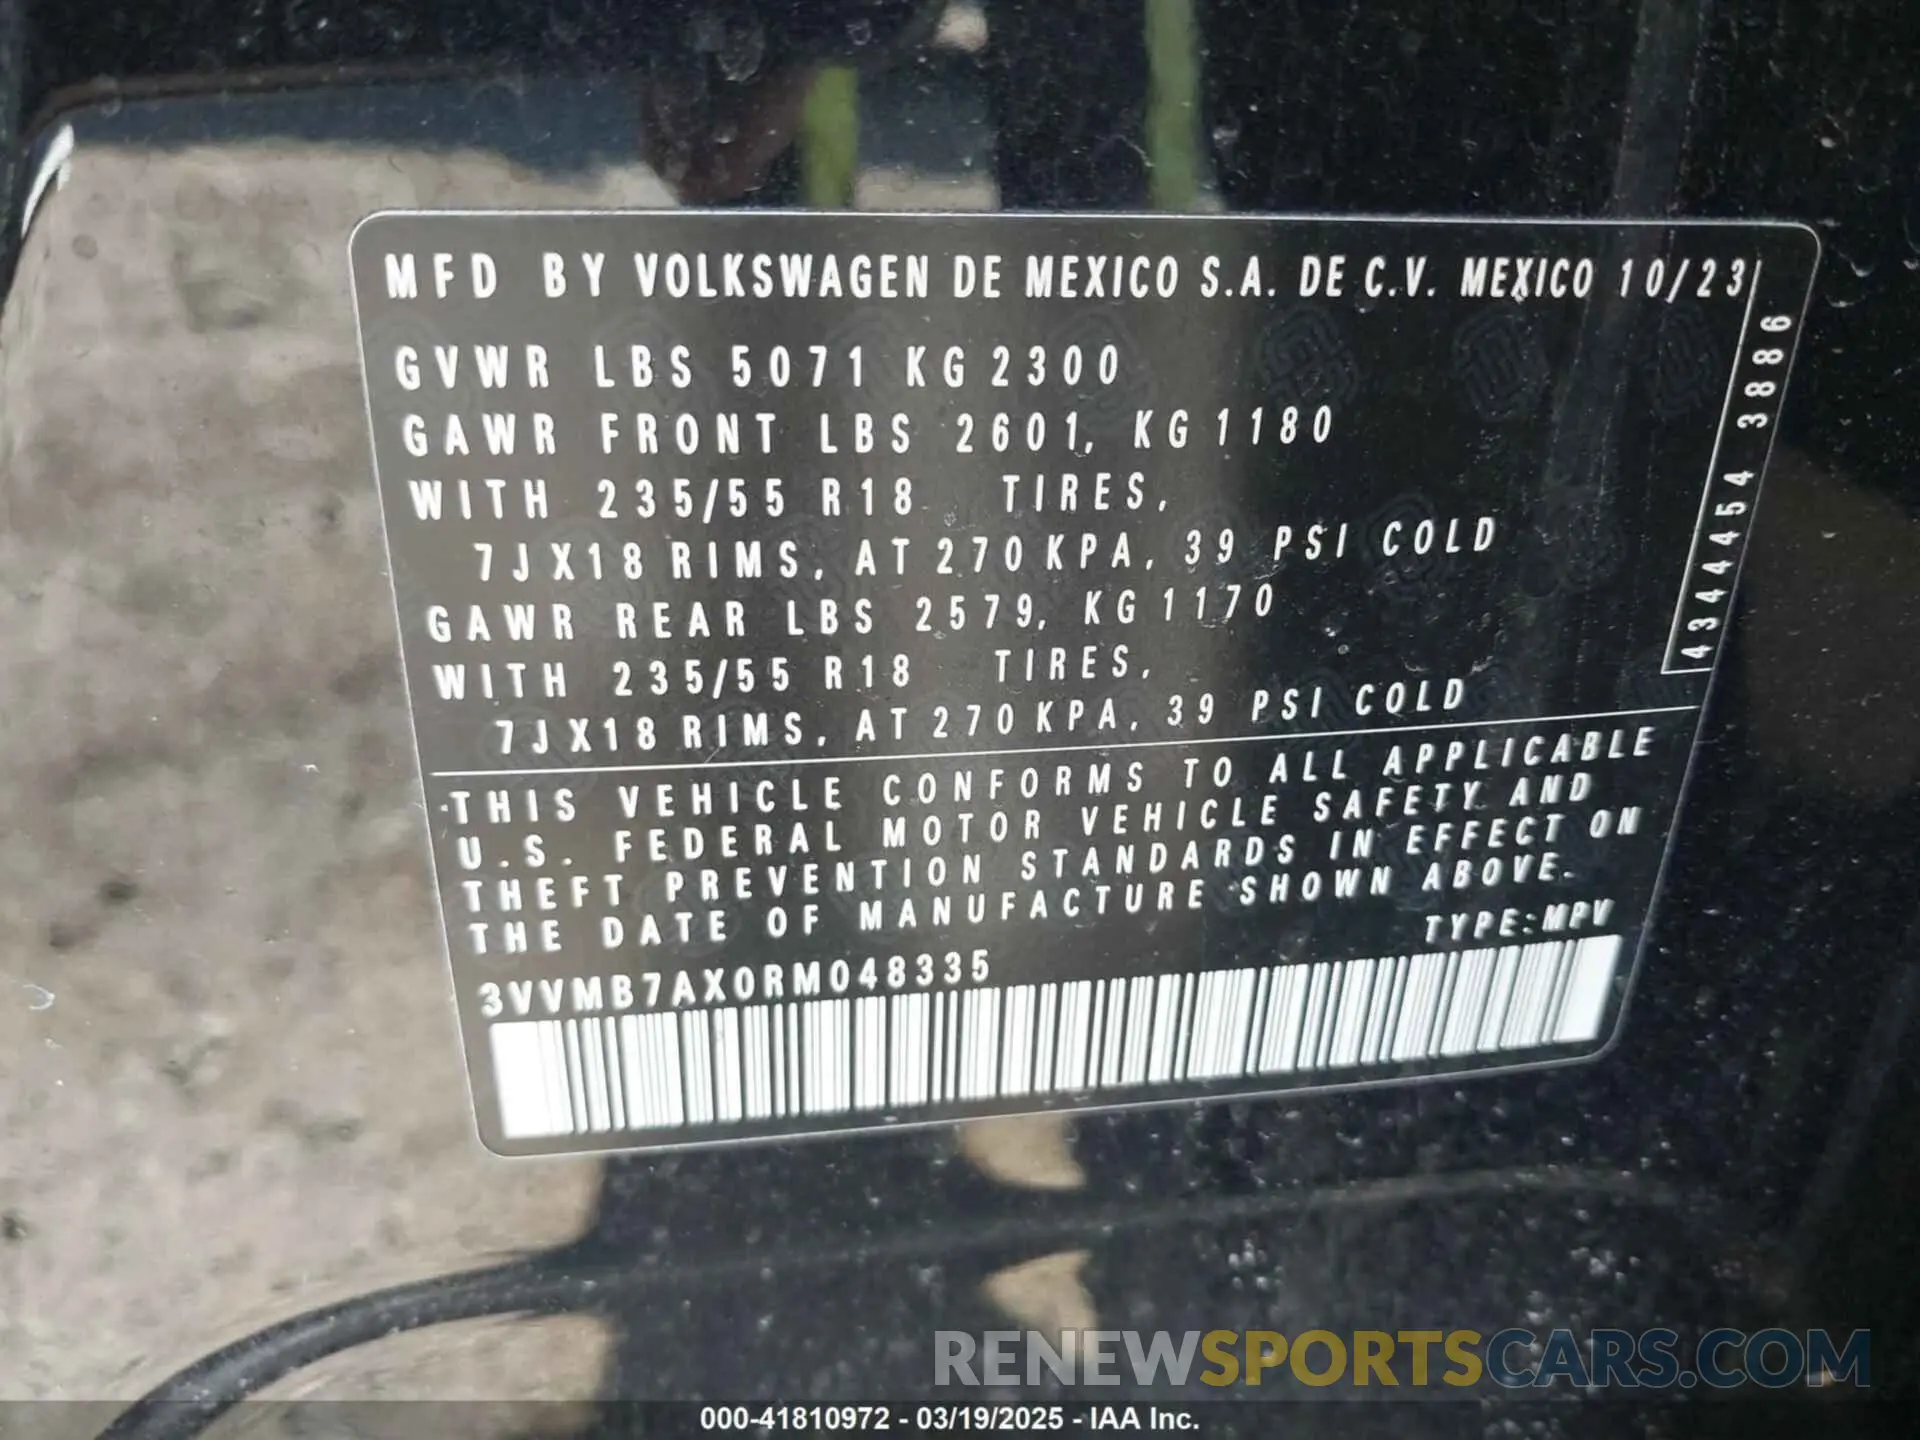 MFD BY VOLKSWAGEN DE MEXICO S.A. DE C.V. MEXICO 10/23
GVWR LBS 5071 KG 2300
GAWR FRONT LBS 2601, KG 1180
WITH 235/55 R18 TIRES,
7JX18 RIMS, AT 270 KPA, 39 PSI COLD
GAWR REAR LBS 2579, KG 1170
WITH 235/55 R18 TIRES,
7JX18 RIMS, AT 270 KPA, 39 PSI COLD
4344454 3886
THIS VEHICLE CONFORMS TO ALL APPLICABLE
U.S. FEDERAL MOTOR VEHICLE SAFETY AND
THEFT PREVENTION STANDARDS IN EFFECT ON
THE DATE OF MANUFACTURE SHOWN ABOVE.
TYPE:MPV
3VVMB7AX0RM048335
RENEWSPORTSCARS.COM
000-41810972 - 03/19/2025 - IAA Inc.